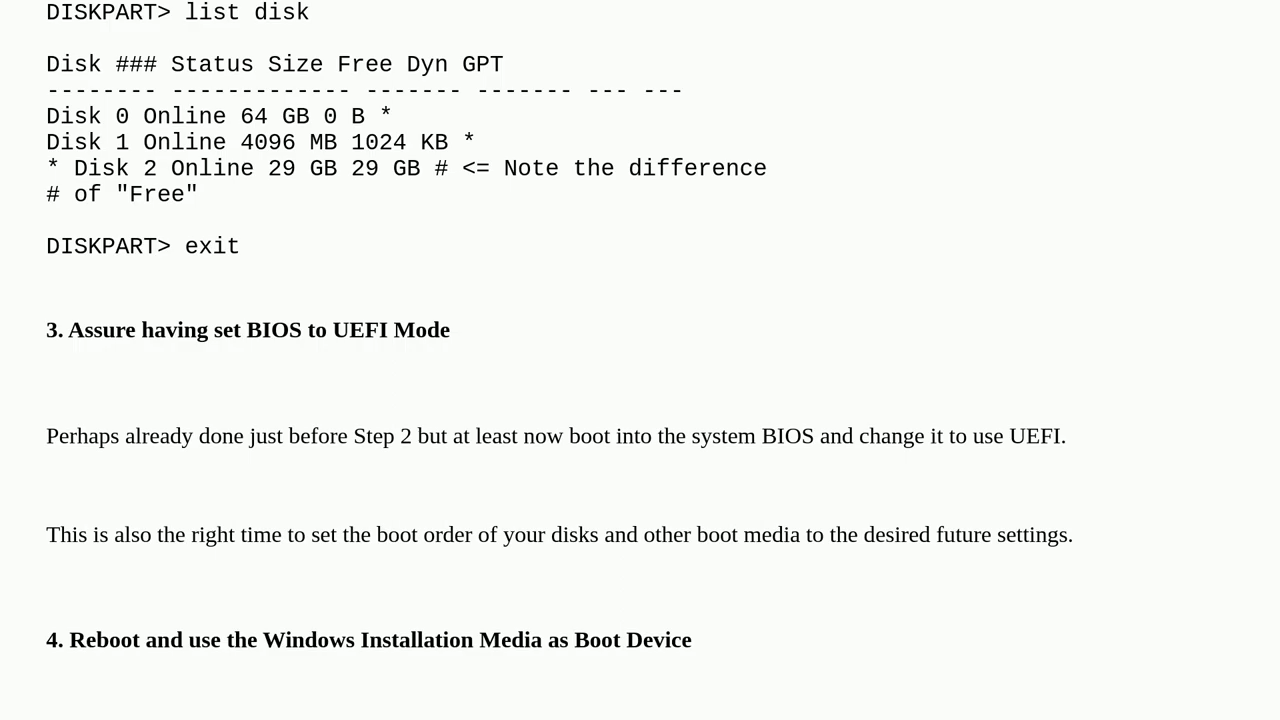 DISKPART> list disk
Disk ### Status Size Free Dyn GPT
-------- ------------- ------- ------- --- ---
Disk 0 Online 64 GB 0 B *
Disk 1 Online 4096 MB 1024 KB *
* Disk 2 Online 29 GB 29 GB # <= Note the difference
# of "Free"
DISKPART> exit
3. Assure having set BIOS to UEFI Mode
Perhaps already done just before Step 2 but at least now boot into the system BIOS and change it to use UEFI.
This is also the right time to set the boot order of your disks and other boot media to the desired future settings.
4. Reboot and use the Windows Installation Media as Boot Device